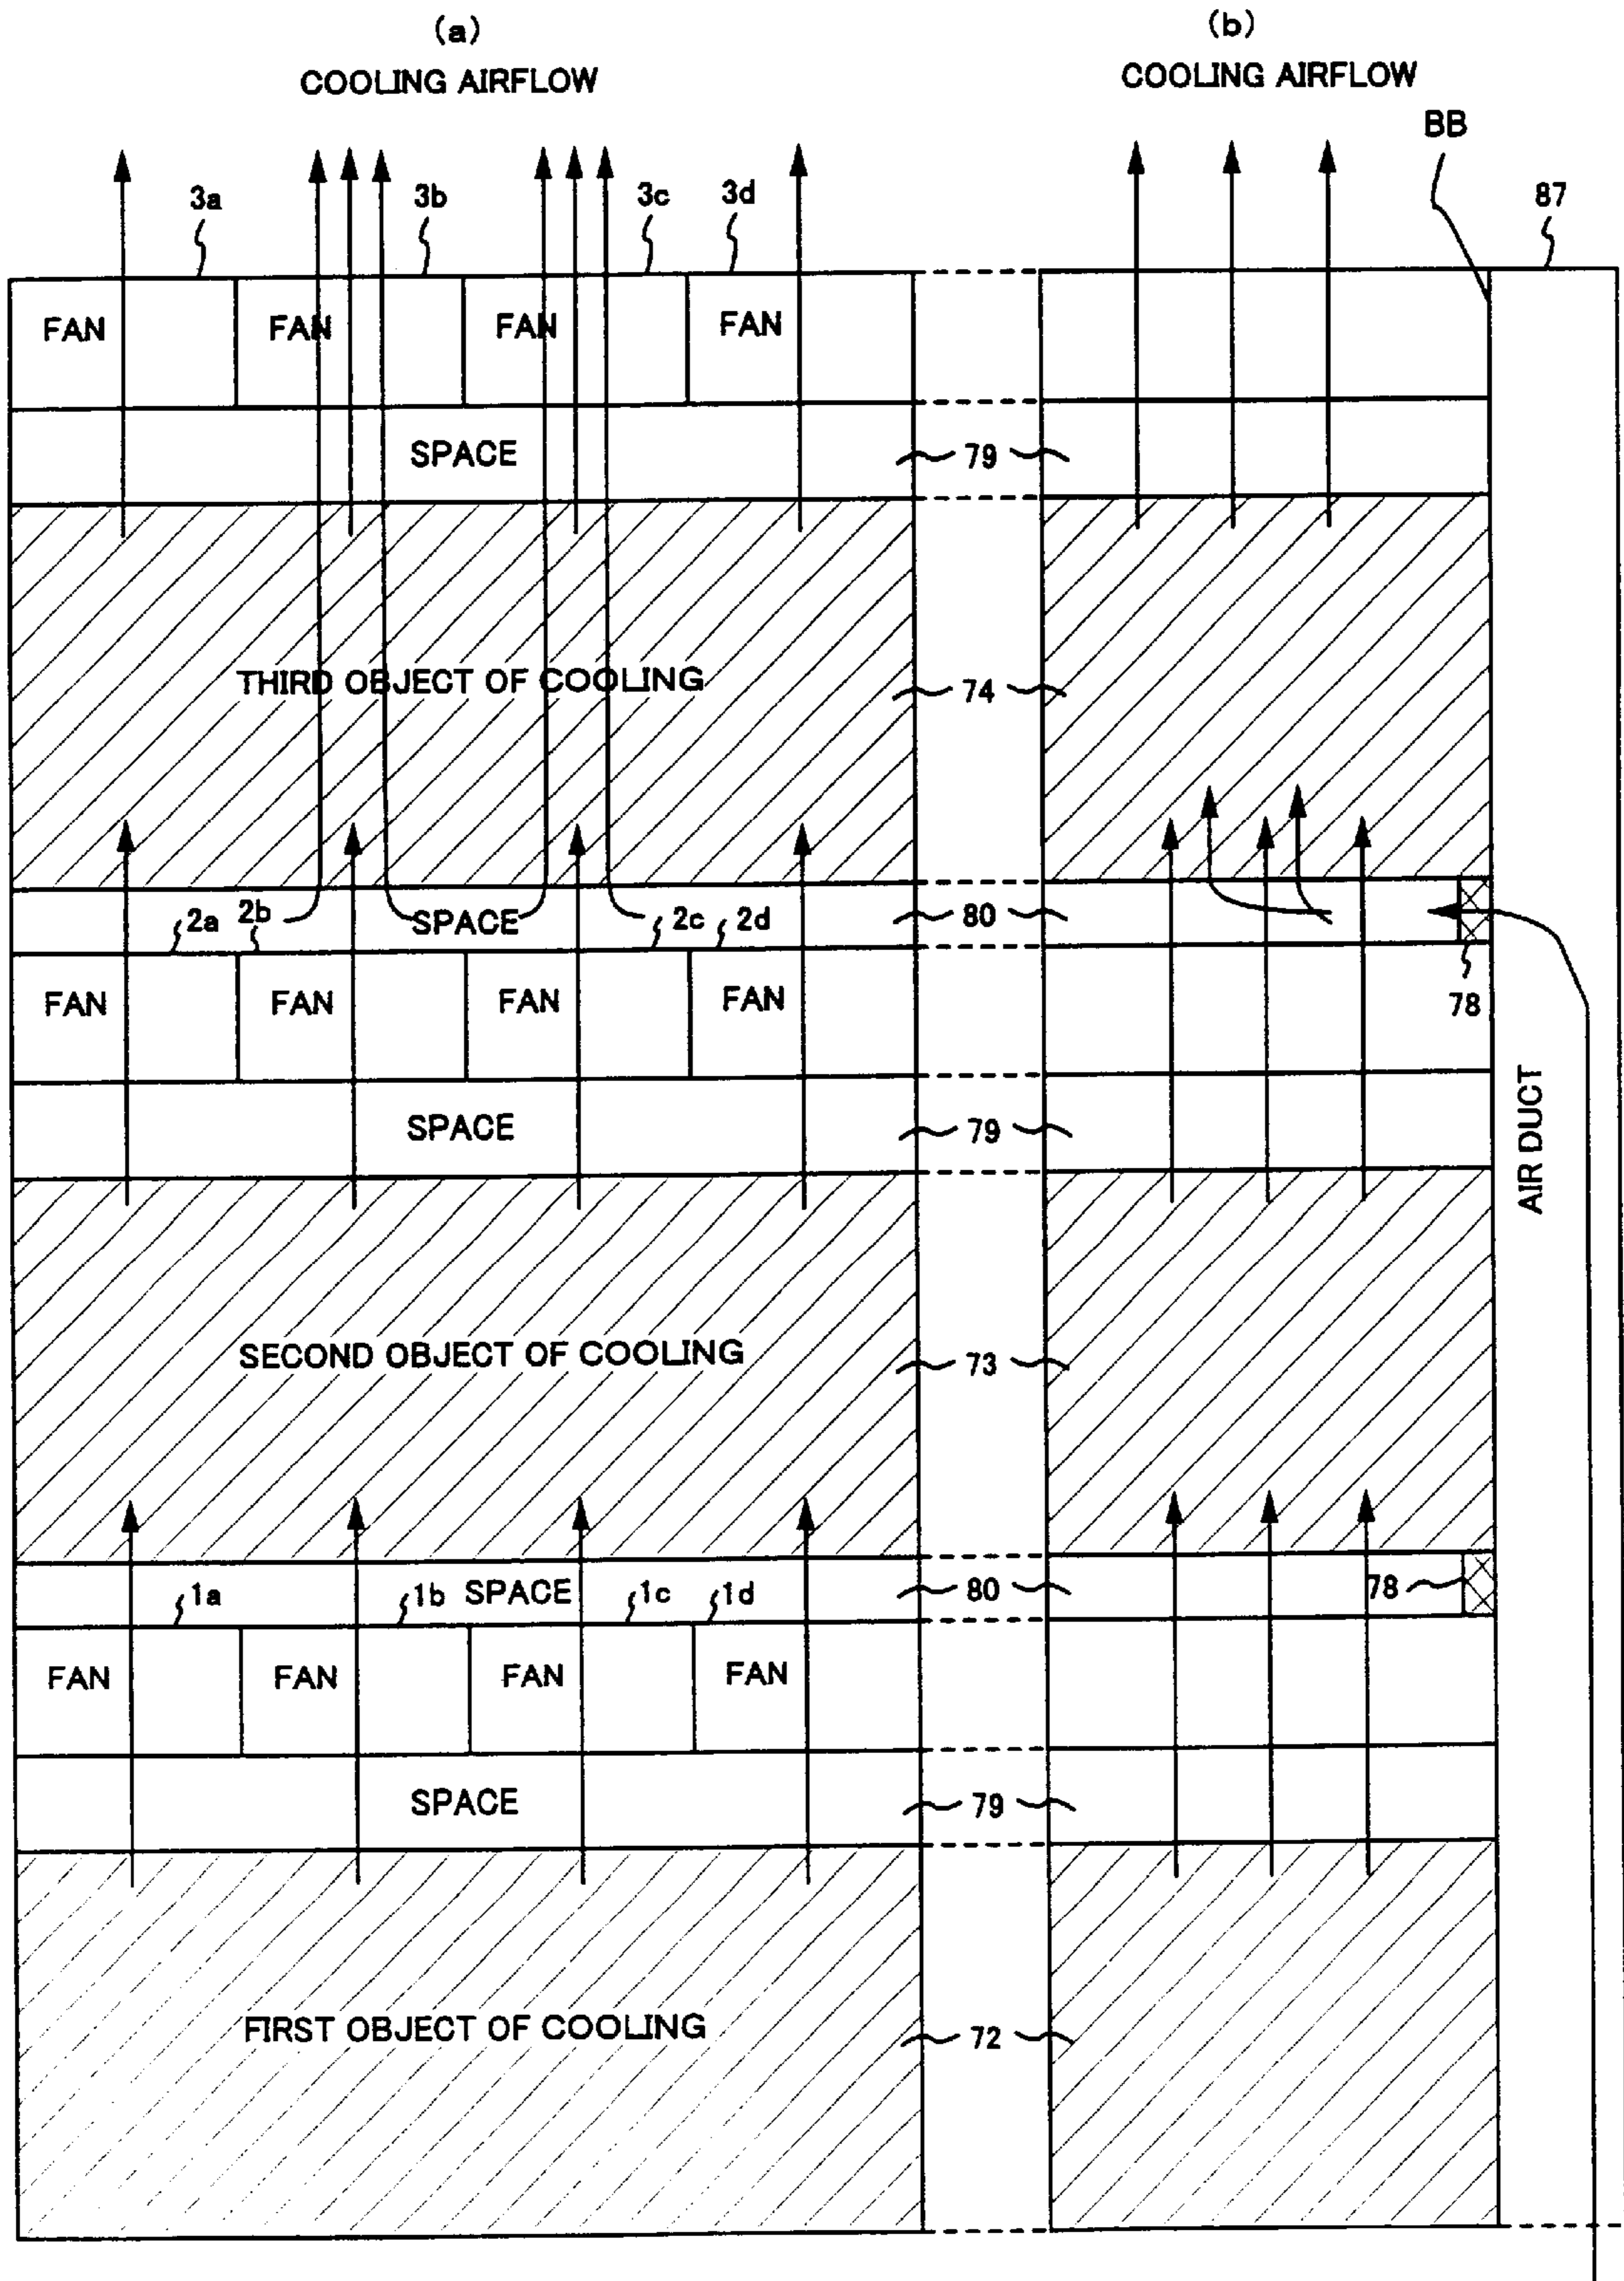 (a)
COOLING AIRFLOW
(b)
COOLING AIRFLOW
BB
3a
3b
3c
3d
87
FAN
FAN
FAN
FAN
SPACE
79
THIRD OBJECT OF COOLING
74
2a
2b
SPACE
2c
2d
80
78
FAN
FAN
FAN
FAN
SPACE
79
AIR DUCT
SECOND OBJECT OF COOLING
73
1a
1b
SPACE
1c
1d
80
78
FAN
FAN
FAN
FAN
SPACE
79
FIRST OBJECT OF COOLING
72